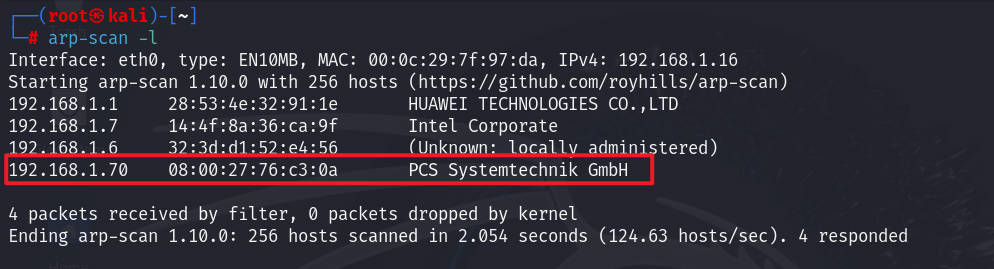 ┌──(root㉿kali)-[~]
└─# arp-scan -l
Interface: eth0, type: EN10MB, MAC: 00:0c:29:7f:97:da, IPv4: 192.168.1.16
Starting arp-scan 1.10.0 with 256 hosts (https://github.com/royhills/arp-scan)
192.168.1.1 28:53:4e:32:91:1e HUAWEI TECHNOLOGIES CO.,LTD
192.168.1.7 14:4f:8a:36:ca:9f Intel Corporate
192.168.1.6 32:3d:d1:52:e4:56 (Unknown: locally administered)
192.168.1.70 08:00:27:76:c3:0a PCS Systemtechnik GmbH
4 packets received by filter, 0 packets dropped by kernel
Ending arp-scan 1.10.0: 256 hosts scanned in 2.054 seconds (124.63 hosts/sec). 4 responded